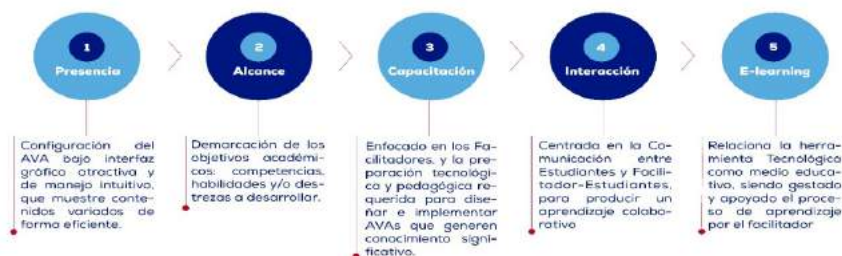 1
Presencia
Configuración del
AVA bajo interfaz
gráfica atractiva y
de manejo intuitivo,
que muestre conte-
nidos variados de
forma eficiente.
2
Alcance
Demarcación de los
objetivos académi-
cos: competencias,
habilidades y/o des-
trezas a desarrollar.
3
Capacitación
Enfocado en los Fa-
cilitadores, y la pre-
paración tecnológi-
ca y pedagógica re-
querida para dise-
ñar e implementar
AVAs que generen
conocimiento signi-
ficativo.
4
Interacción
Centrada en la Co-
municación entre
Estudiantes y Facili-
tador-Estudiantes,
para producir un
aprendizaje colabo-
rativo
5
E-learning
Relaciona la herra-
mienta Tecnológica
como medio educa-
tivo, siendo gestado
y apoyado el proce-
so de aprendizaje
por el facilitador